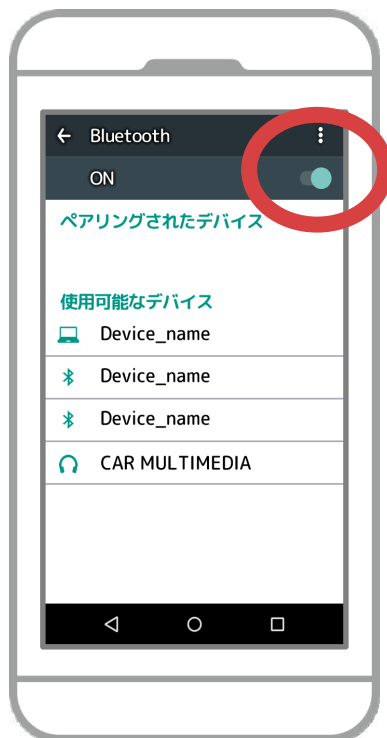 Bluetooth
ON
ペアリングされたデバイス
使用可能なデバイス
Device_name
Device_name
Device_name
CAR MULTIMEDIA